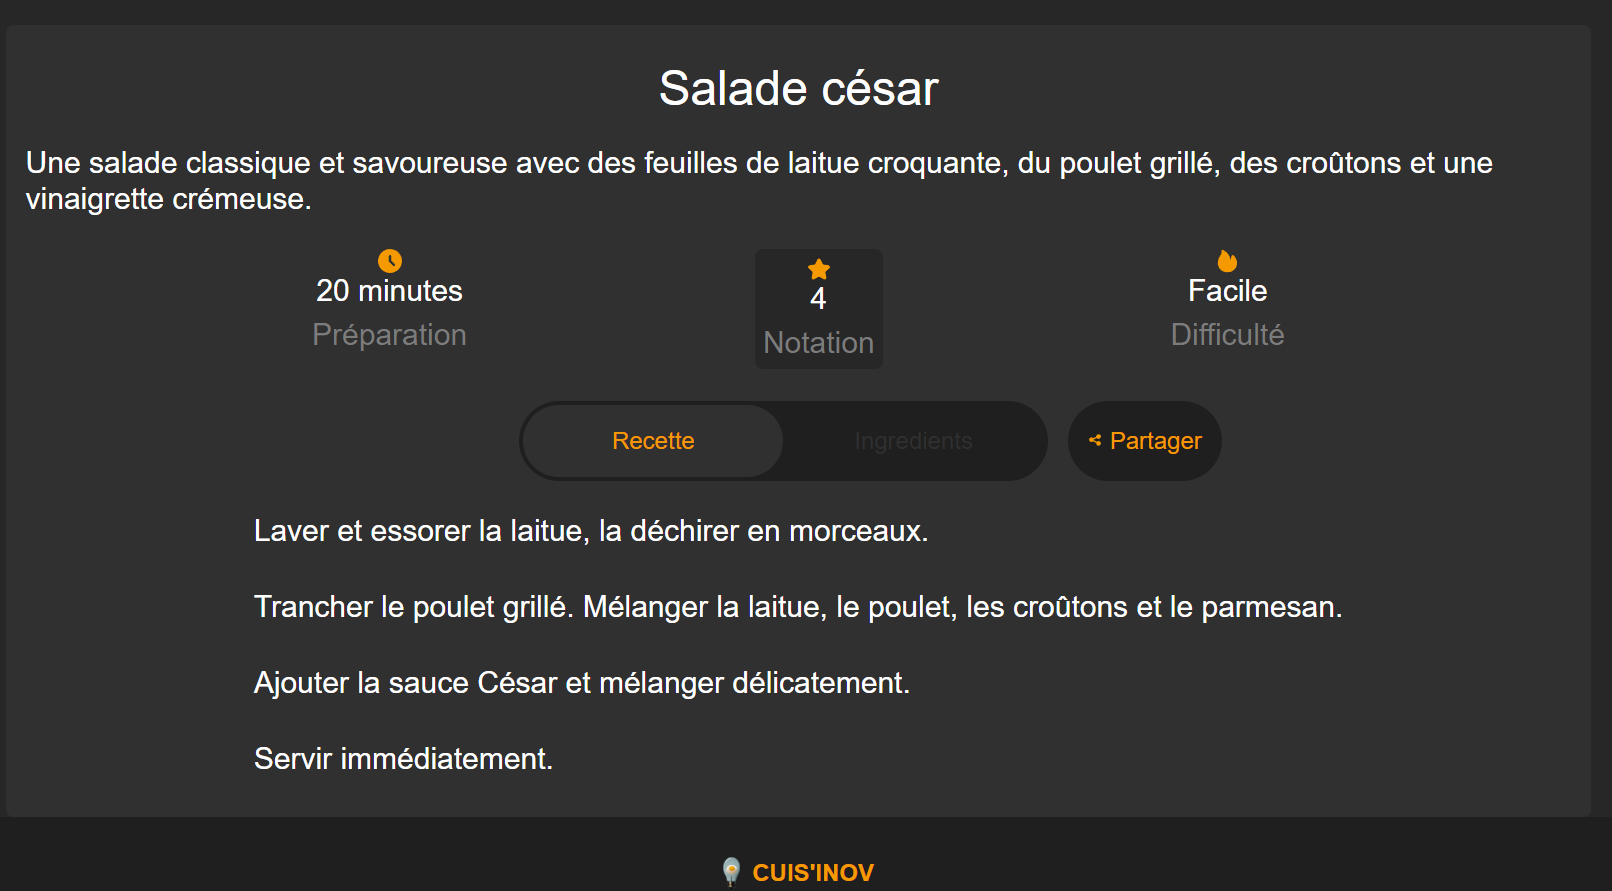 Salade césar
Une salade classique et savoureuse avec des feuilles de laitue croquante, du poulet grillé, des croûtons et une
vinaigrette crémeuse.
20 minutes
Préparation
4
Notation
Facile
Difficulté
Recette
Ingredients
Partager
Laver et essorer la laitue, la déchirer en morceaux.
Trancher le poulet grillé. Mélanger la laitue, le poulet, les croûtons et le parmesan.
Ajouter la sauce César et mélanger délicatement.
Servir immédiatement.
CUIS'INOV